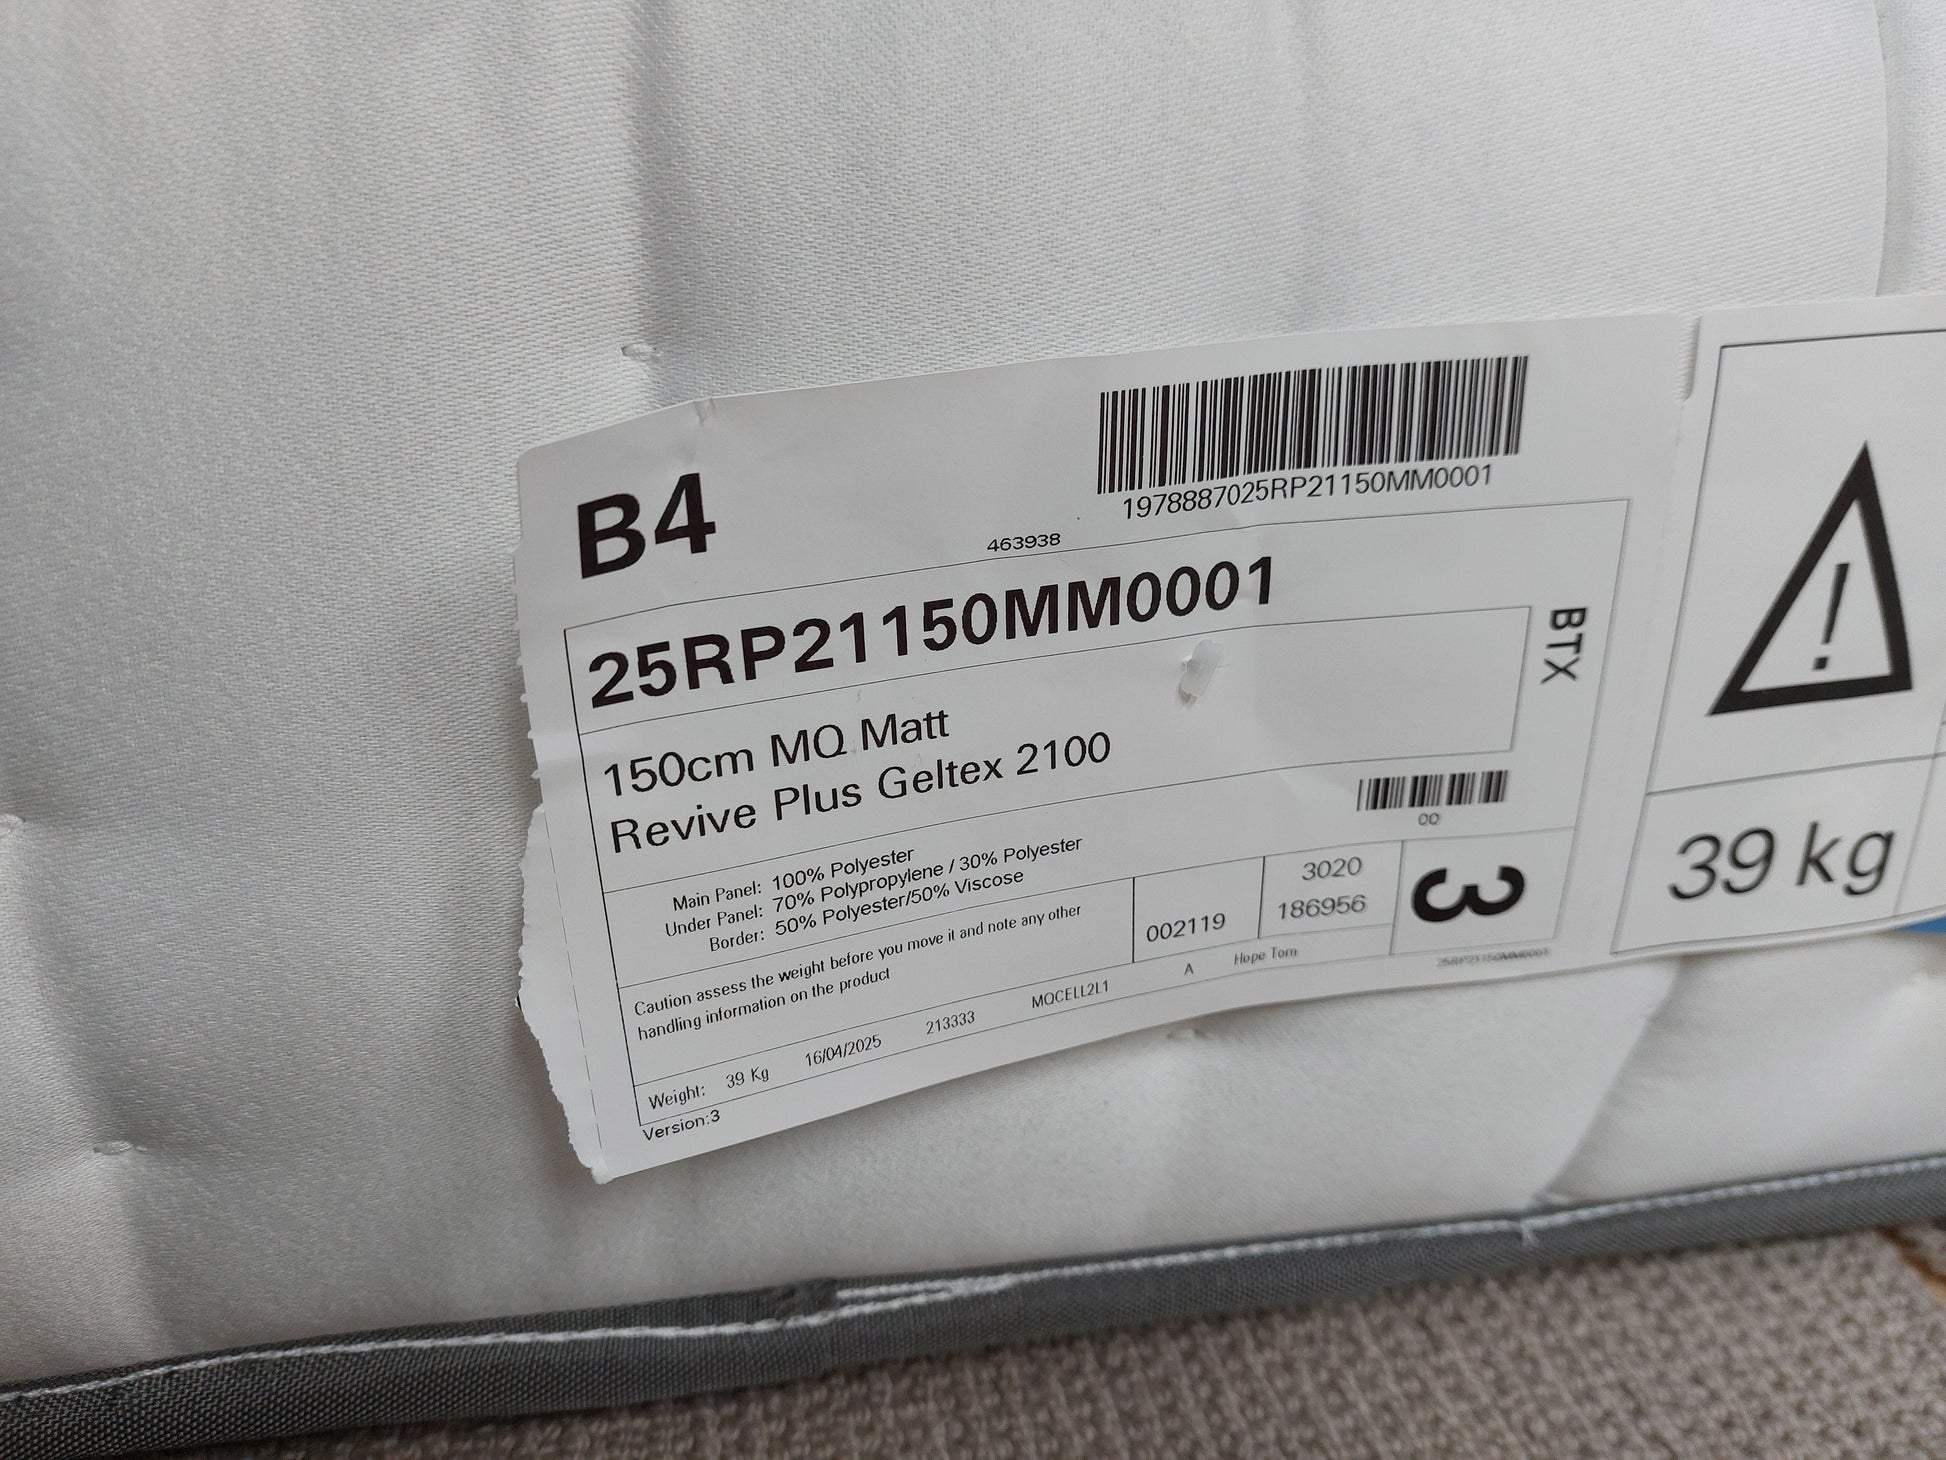 B4
1978887025RP21150MM0001
463938
25RP21150MM0001
BTX
150cm MQ Matt
Revive Plus Geltex 2100
00
Main Panel: 100% Polyester
Under Panel: 70% Polypropylene / 30% Polyester
Border: 50% Polyester/50% Viscose
Caution assess the weight before you move it and note any other
handling information on the product
002119
3020
186956
3
Weight: 39 Kg 16/04/2025 213333 MQCELL2L1 A Hope Tom
25RP21150MM0001
Version:3
!
39 kg